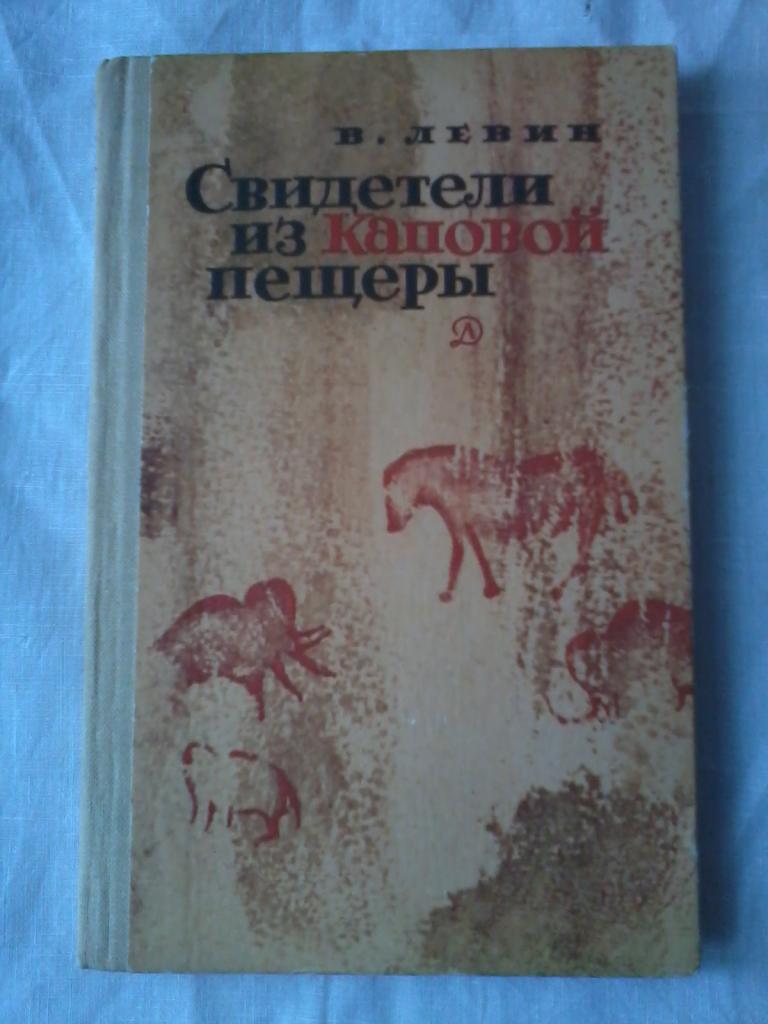 В. ЛЕВИН
Свидетели
из Каповой
пещеры
Д